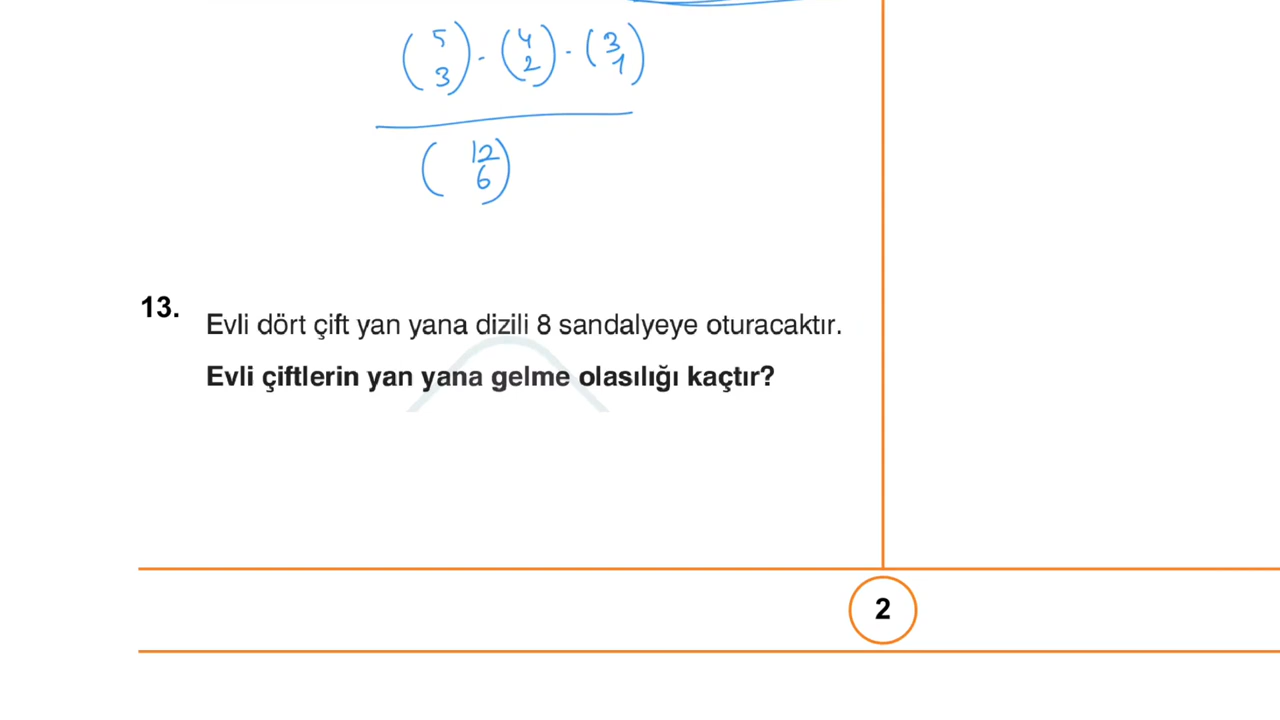 (5 3) · (4 2) · (3 1)
(12 6)
13. Evli dört çift yan yana dizili 8 sandalyeye oturacaktır.
Evli çiftlerin yan yana gelme olasılığı kaçtır?
2